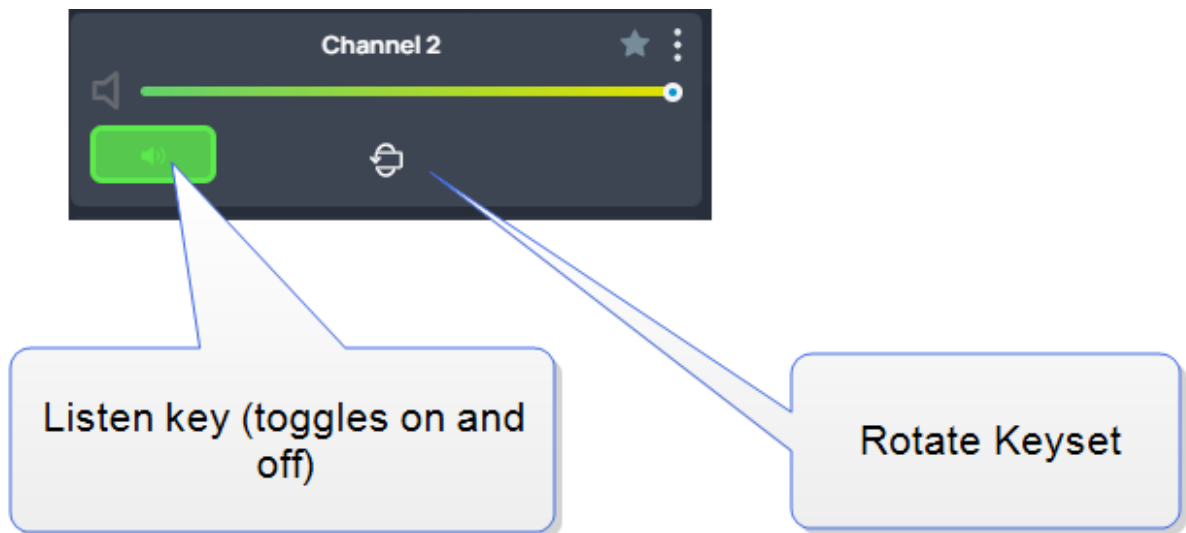 Channel 2
Listen key (toggles on and
off)
Rotate Keyset